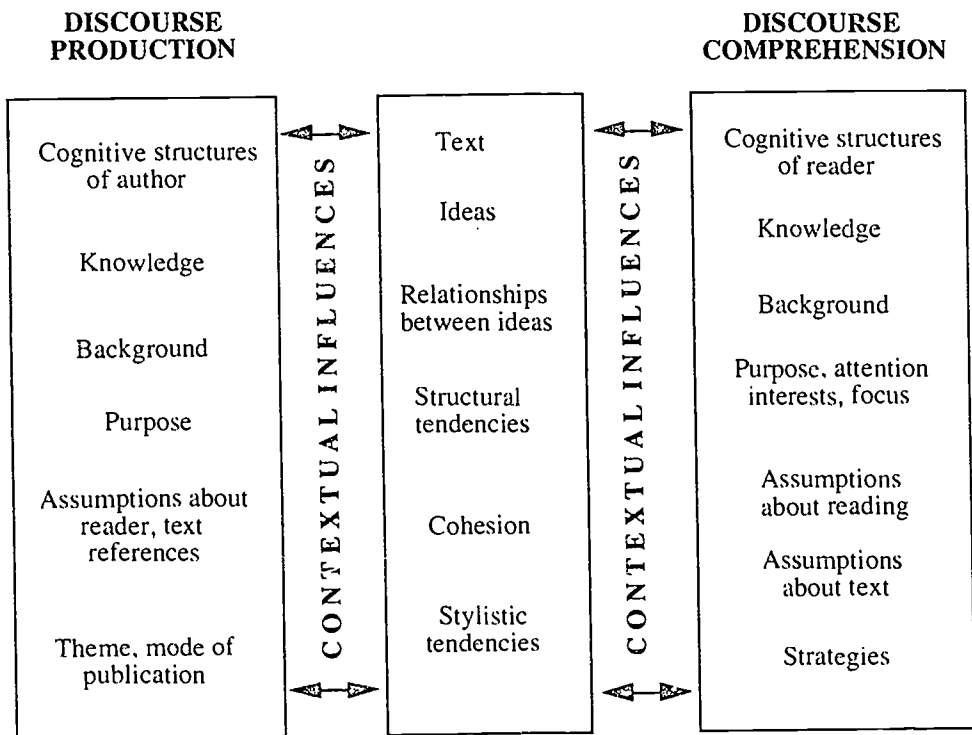 DISCOURSE
PRODUCTION
Cognitive structures
of author
Knowledge
Background
Purpose
Assumptions about
reader, text
references
Theme, mode of
publication
CONTEXTUAL INFLUENCES
Text
Ideas
Relationships
between ideas
Structural
tendencies
Cohesion
Stylistic
tendencies
CONTEXTUAL INFLUENCES
DISCOURSE
COMPREHENSION
Cognitive structures
of reader
Knowledge
Background
Purpose, attention
interests, focus
Assumptions
about reading
Assumptions
about text
Strategies